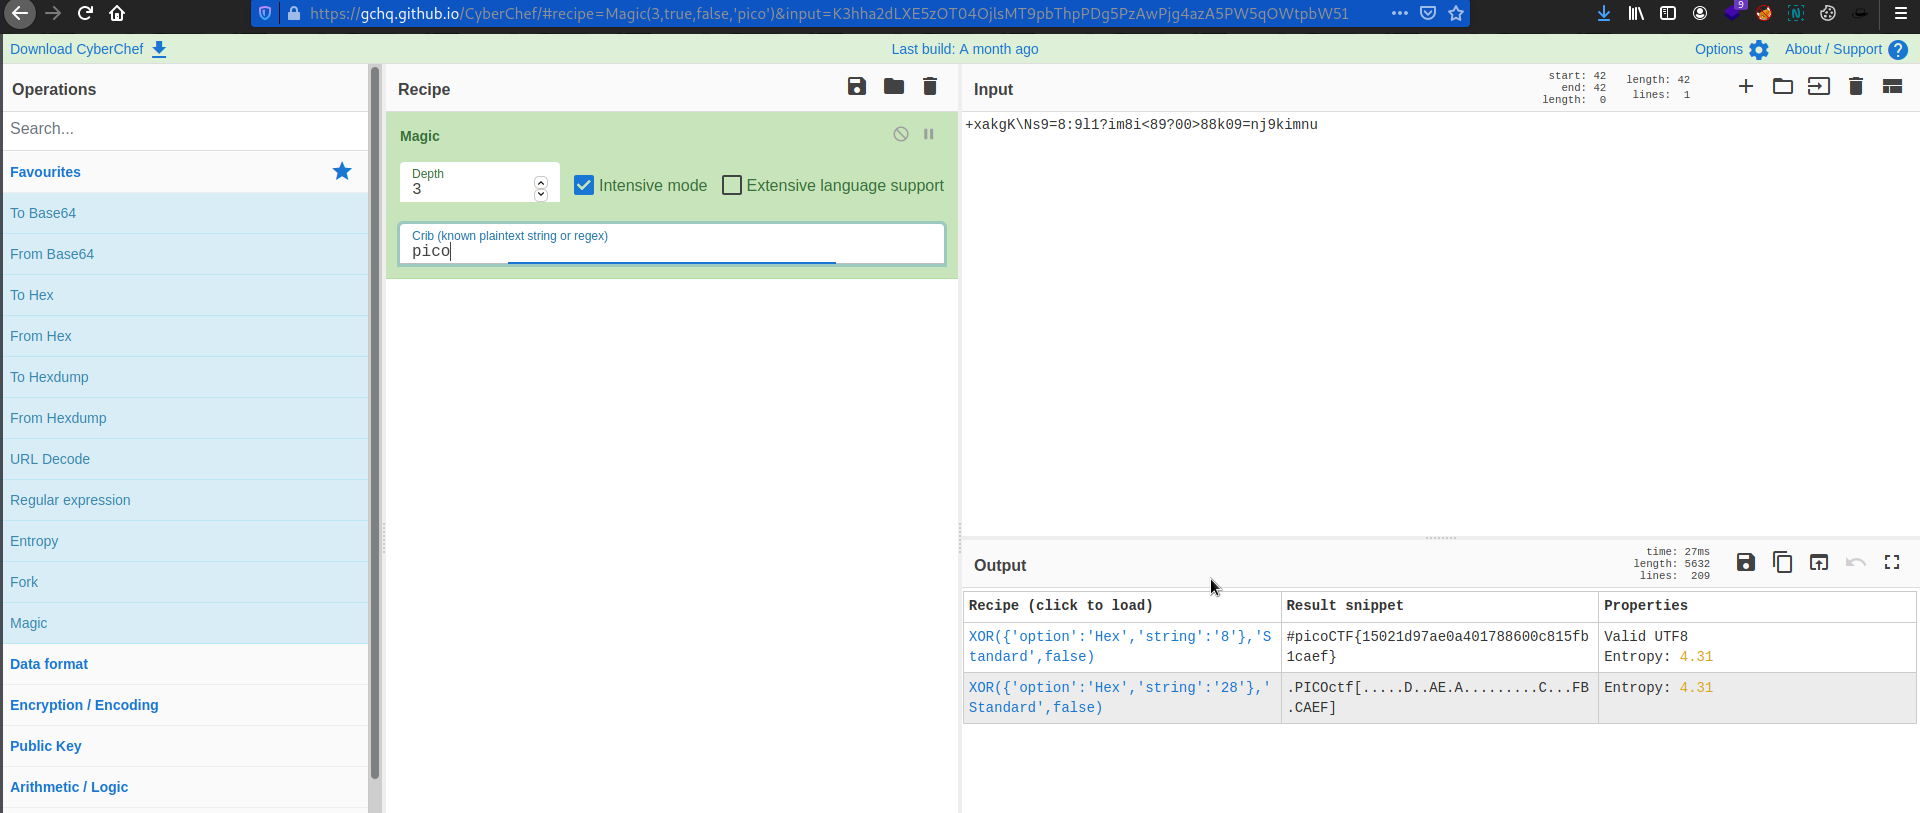 https://gchq.github.io/CyberChef/#recipe=Magic(3,true,false,'pico')&input=K3hha2dLXE5zOT04OjlsMT9pbThpPDg5PzAwPjg4azA5PW5qOWtpbW51
9
Download CyberChef
Last build: A month ago
Options
About / Support
Operations
Search...
Favourites
To Base64
From Base64
To Hex
From Hex
To Hexdump
From Hexdump
URL Decode
Regular expression
Entropy
Fork
Magic
Data format
Encryption / Encoding
Public Key
Arithmetic / Logic
Recipe
Magic
Depth
3
Intensive mode
Extensive language support
Crib (known plaintext string or regex)
pico
Input
start: 42
end: 42
length: 0
length: 42
lines: 1
+xakgK\Ns9=8:9l1?im8i<89?00>88k09=nj9kimnu
Output
time: 27ms
length: 5632
lines: 209
Recipe (click to load)
Result snippet
Properties
XOR({'option':'Hex','string':'8'},'S
tandard',false)
#picoCTF{15021d97ae0a401788600c815fb
1caef}
Valid UTF8
Entropy: 4.31
XOR({'option':'Hex','string':'28'},'
Standard',false)
.PICOctf[.....D..AE.A.........C...FB
.CAEF]
Entropy: 4.31